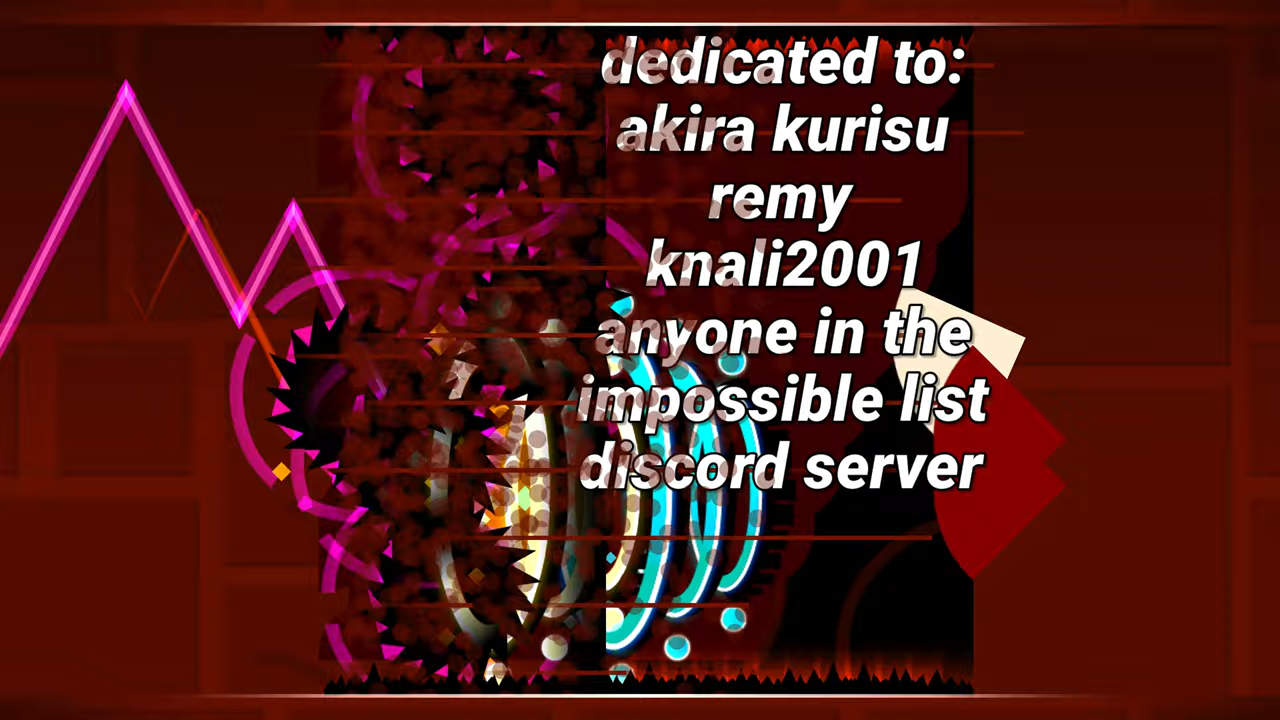 dedicated to:
akira kurisu
remy
knali2001
anyone in the
impossible list
discord server